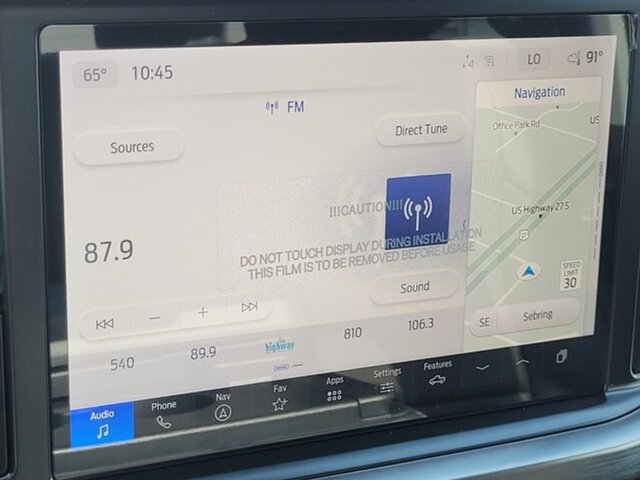 65° 10:45 LO 91°
FM
Navigation
Sources
Direct Tune
Office Park Rd
US
!!!CAUTION!!!
US Highway 27 S
27
87.9
DO NOT TOUCH DISPLAY DURING INSTALLATION
THIS FILM IS TO BE REMOVED BEFORE USAGE
SPEED
LIMIT
30
Sound
SE Sebring
540 89.9 the highway 810 106.3
Audio Phone Nav Fav Apps Settings Features